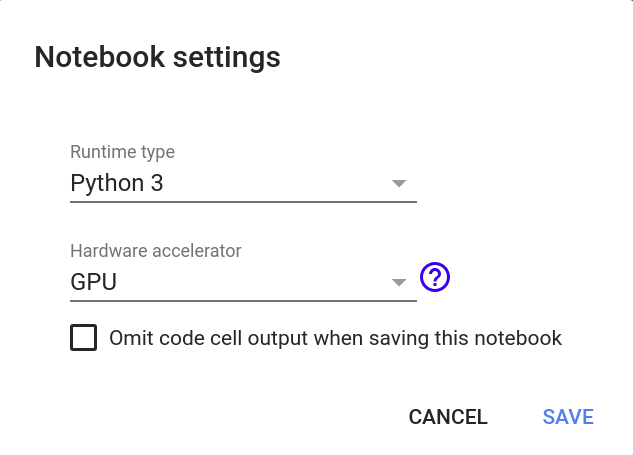 Notebook settings
Runtime type
Python 3
Hardware accelerator
GPU
?
Omit code cell output when saving this notebook
CANCEL SAVE